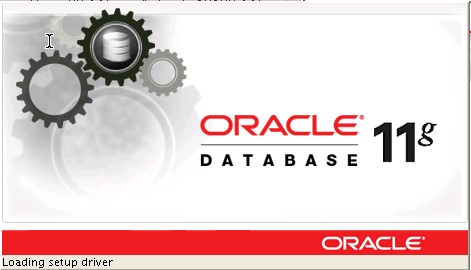 ORACLE®
DATABASE
11g
ORACLE®
Loading setup driver